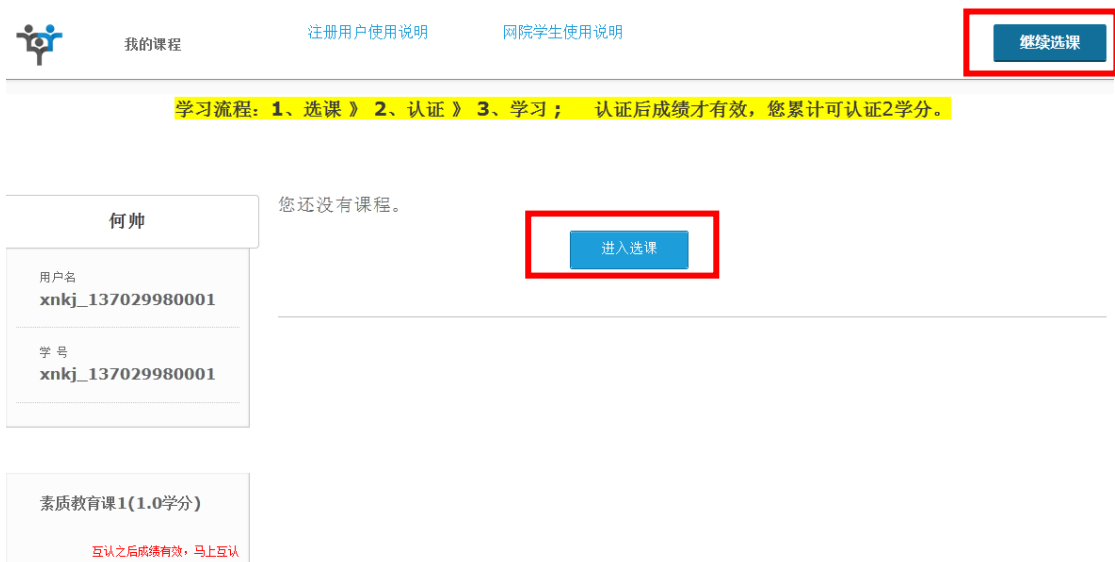 我的课程 注册用户使用说明 网院学生使用说明 继续选课
学习流程：1、选课 》 2、认证 》 3、学习； 认证后成绩才有效，您累计可认证2学分。
您还没有课程。
进入选课
何帅
用户名
xnkj_137029980001
学 号
xnkj_137029980001
素质教育课1(1.0学分)
互认之后成绩有效，马上互认